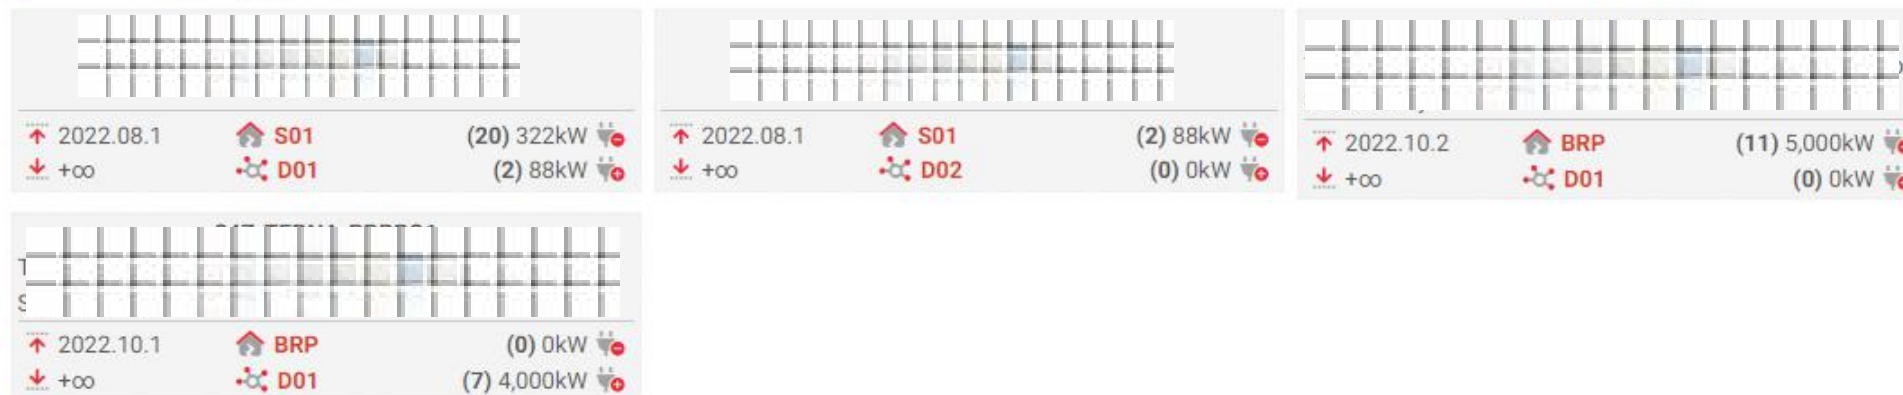 2022.08.1 S01 (20) 322kW
+∞ D01 (2) 88kW
2022.08.1 S01 (2) 88kW
+∞ D02 (0) 0kW
2022.10.2 BRP (11) 5,000kW
+∞ D01 (0) 0kW
2022.10.1 BRP (0) 0kW
+∞ D01 (7) 4,000kW